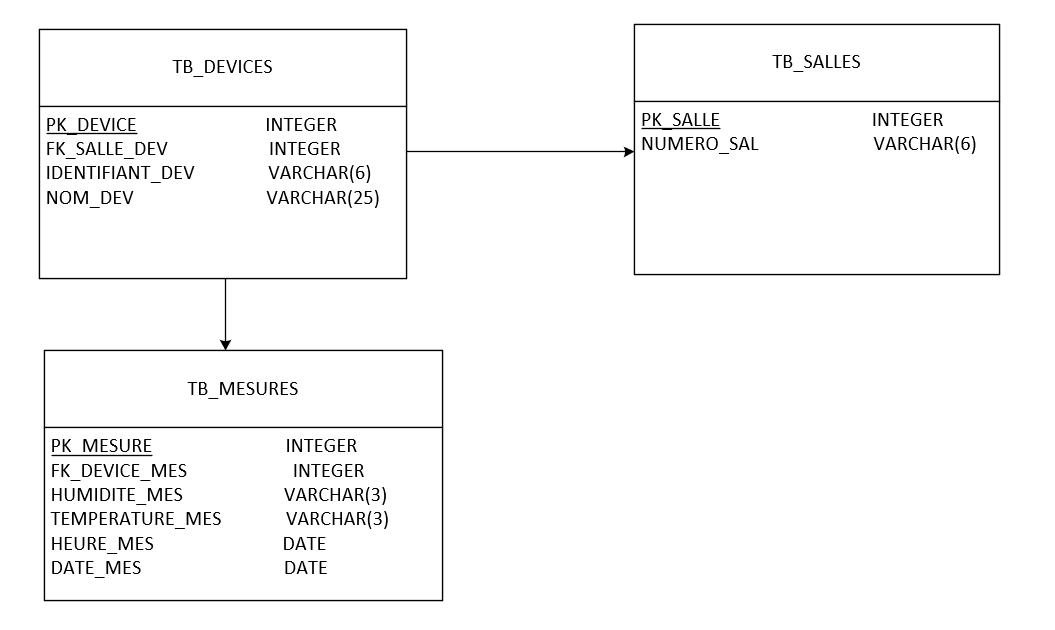 TB_DEVICES
PK_DEVICE INTEGER
FK_SALLE_DEV INTEGER
IDENTIFIANT_DEV VARCHAR(6)
NOM_DEV VARCHAR(25)
TB_SALLES
PK_SALLE INTEGER
NUMERO_SAL VARCHAR(6)
TB_MESURES
PK_MESURE INTEGER
FK_DEVICE_MES INTEGER
HUMIDITE_MES VARCHAR(3)
TEMPERATURE_MES VARCHAR(3)
HEURE_MES DATE
DATE_MES DATE